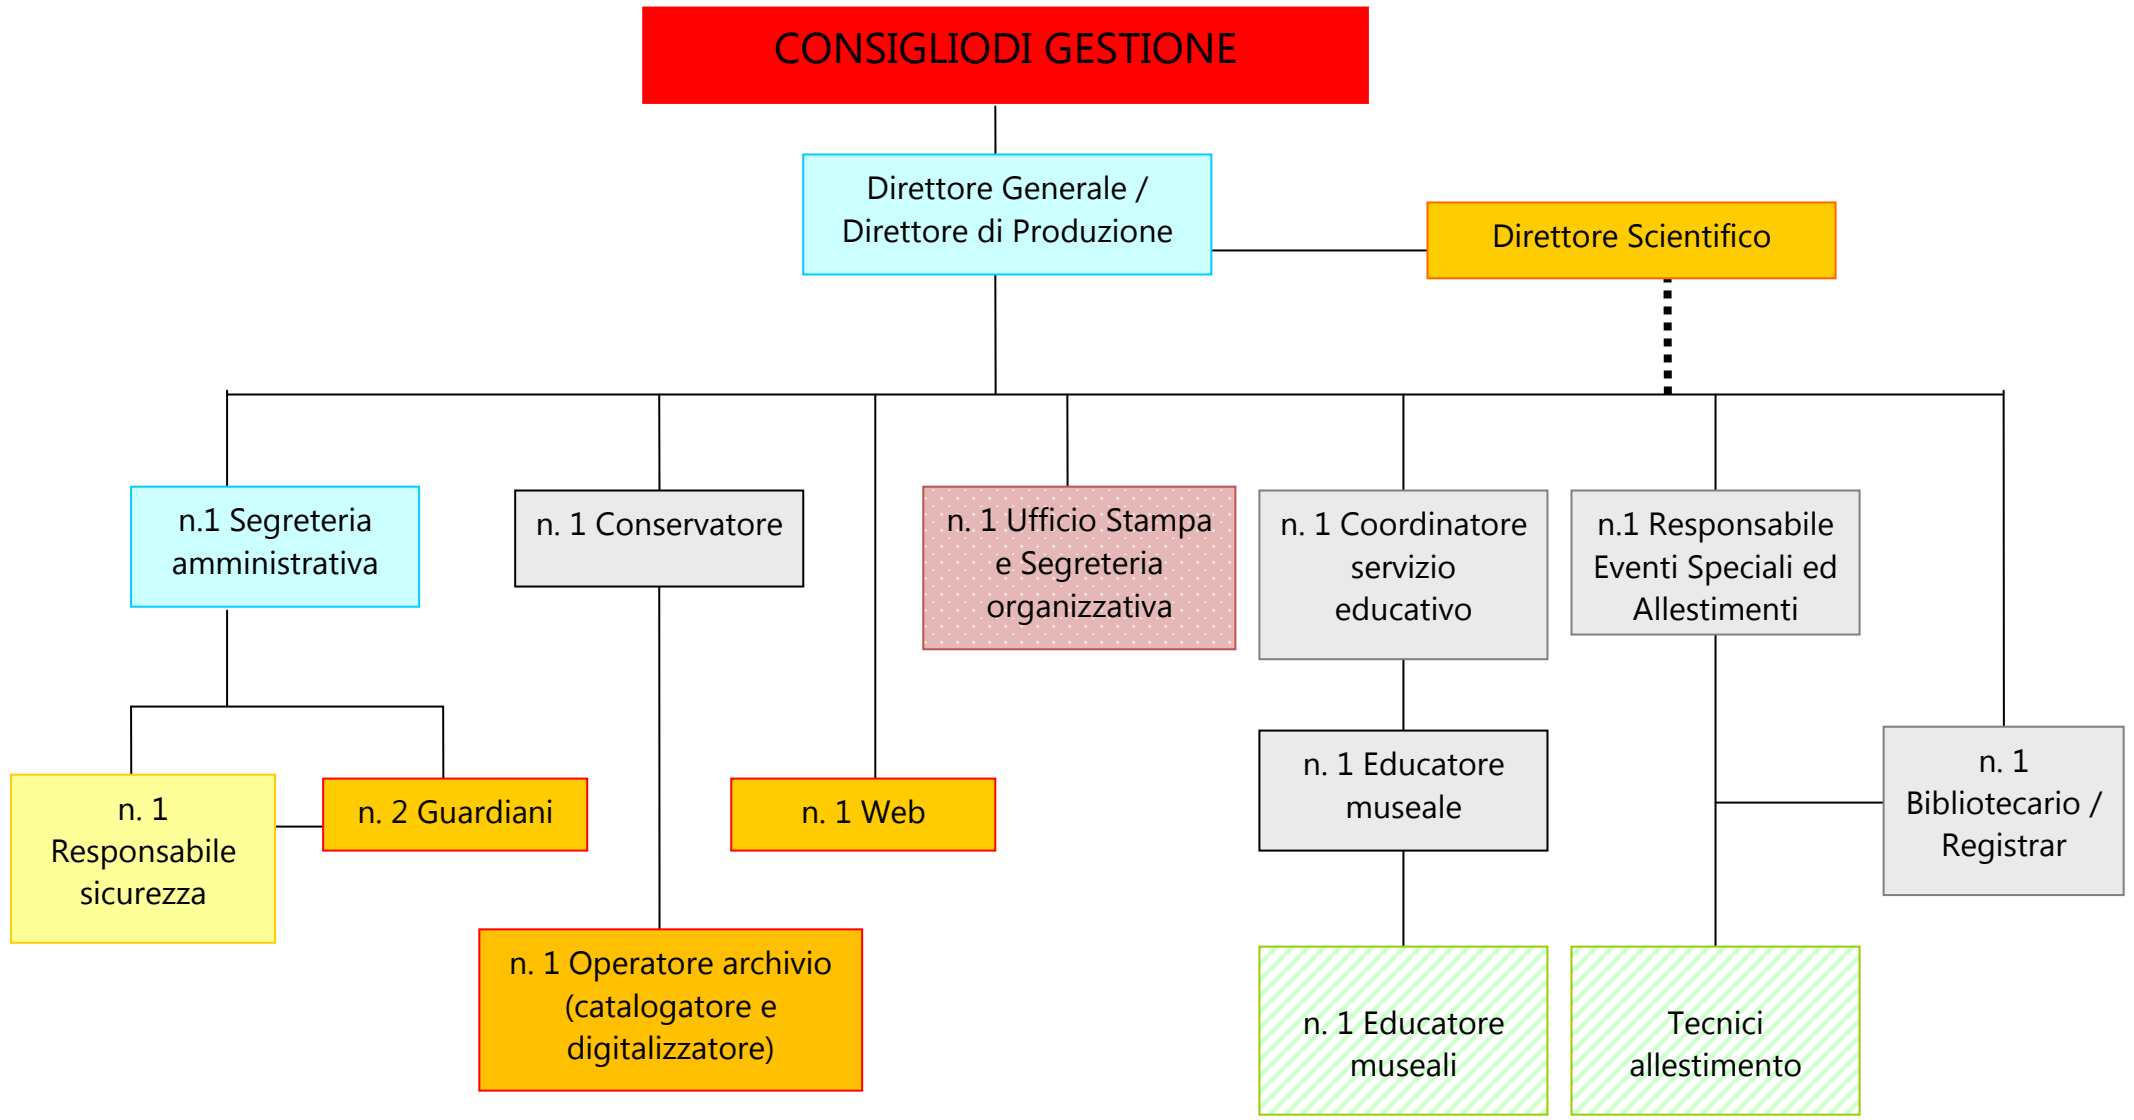 CONSIGLIODI GESTIONE
Direttore Generale /
Direttore di Produzione
Direttore Scientifico
n.1 Segreteria
amministrativa
n. 1 Conservatore
n. 1 Ufficio Stampa
e Segreteria
organizzativa
n. 1 Coordinatore
servizio
educativo
n.1 Responsabile
Eventi Speciali ed
Allestimenti
n. 1
Responsabile
sicurezza
n. 2 Guardiani
n. 1 Web
n. 1 Educatore
museale
n. 1
Bibliotecario /
Registrar
n. 1 Operatore archivio
(catalogatore e
digitalizzatore)
n. 1 Educatore
museali
Tecnici
allestimento